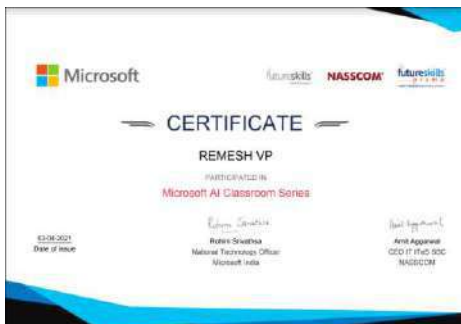 Microsoft
futureskills
NASSCOM
futureskills
prime
CERTIFICATE
REMESH VP
PARTICIPATED IN
Microsoft AI Classroom Series
Rohini Srivathsa
National Technology Officer
Microsoft India
Amit Aggarwal
CEO IT ITeS SSC
NASSCOM
03-06-2021
Date of Issue